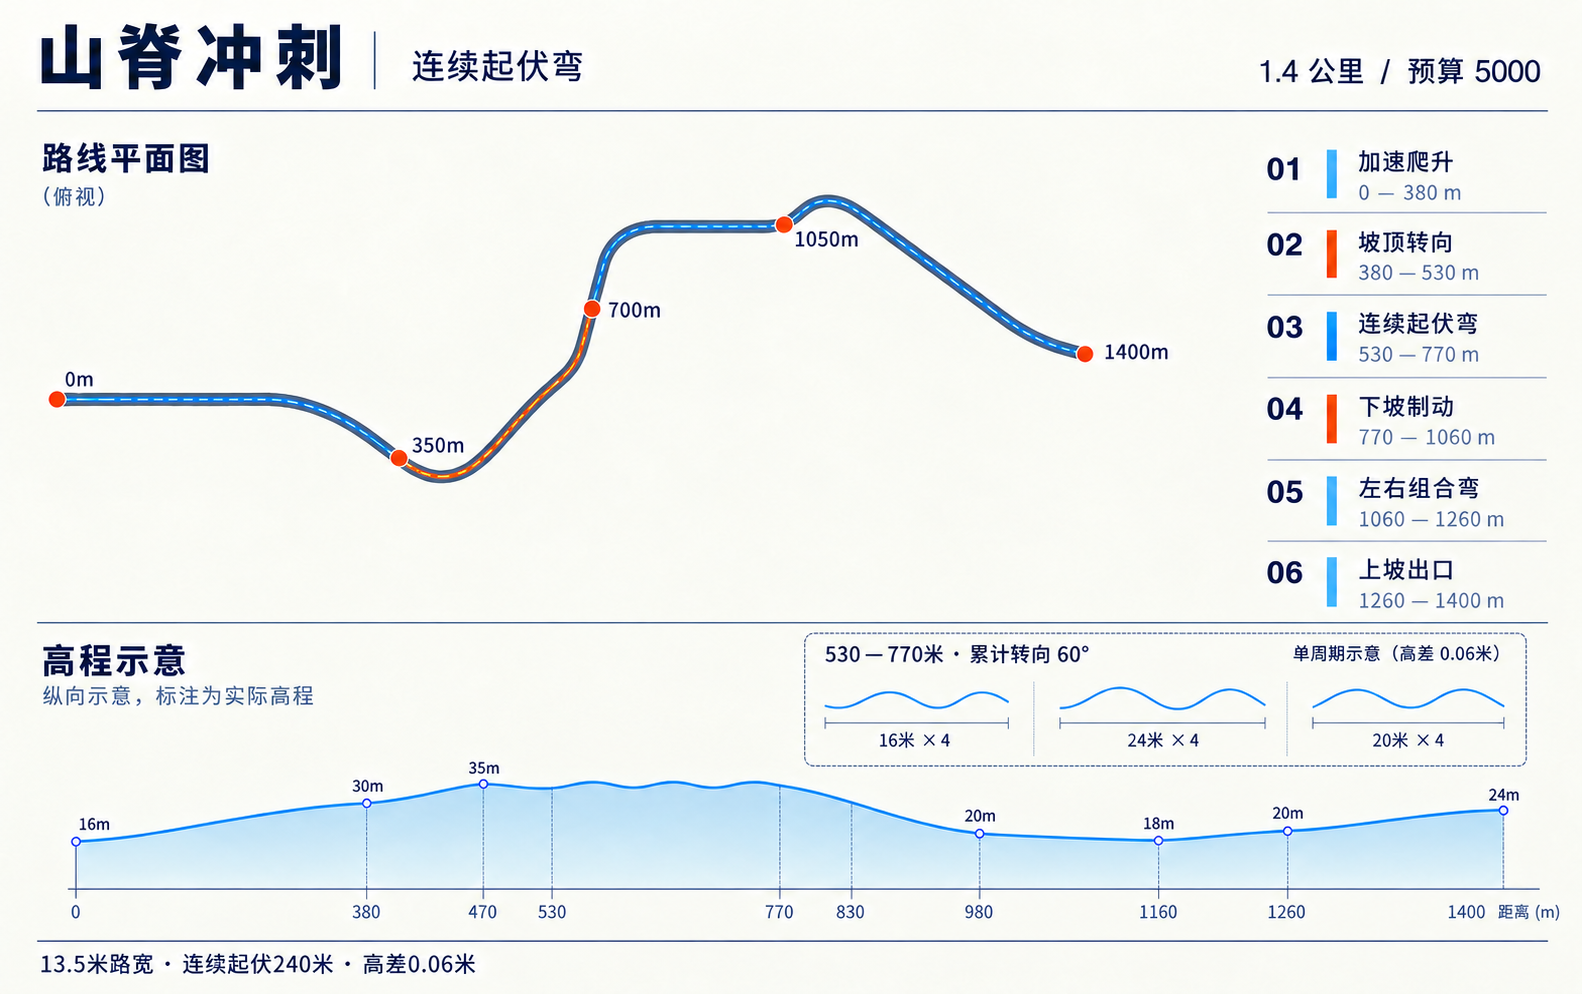 山脊冲刺
连续起伏弯
1.4 公里 / 预算 5000
路线平面图
（俯视）
0m
350m
700m
1050m
1400m
01 加速爬升
0 — 380 m
02 坡顶转向
380 — 530 m
03 连续起伏弯
530 — 770 m
04 下坡制动
770 — 1060 m
05 左右组合弯
1060 — 1260 m
06 上坡出口
1260 — 1400 m
高程示意
纵向示意，标注为实际高程
530 — 770米 · 累计转向 60°
单周期示意（高差 0.06米）
16米 ×4
24米 ×4
20米 ×4
16m
30m
35m
20m
18m
20m
24m
0 380 470 530 770 830 980 1160 1260 1400 距离 (m)
13.5米路宽 · 连续起伏240米 · 高差0.06米